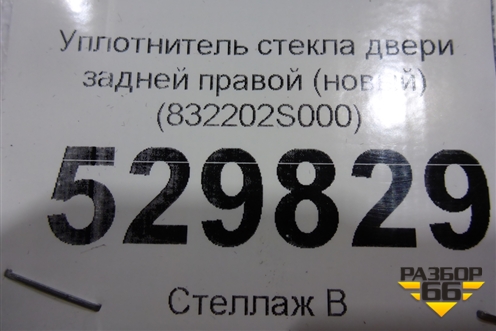 Уплотнитель стекла двери
задней правой (новый)
(832202S000)
529829
Стеллаж В
РАЗБОР
66